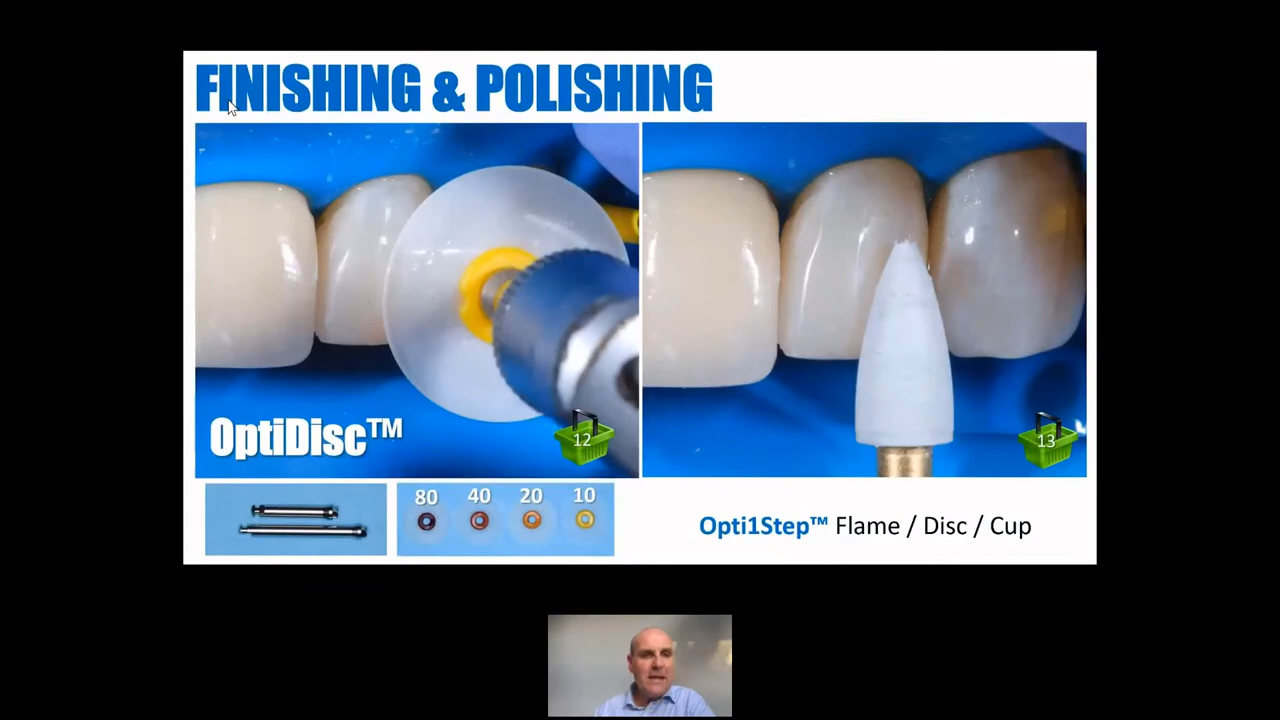 FINISHING & POLISHING
OptiDisc™
12
13
80 40 20 10
Opti1Step™ Flame / Disc / Cup